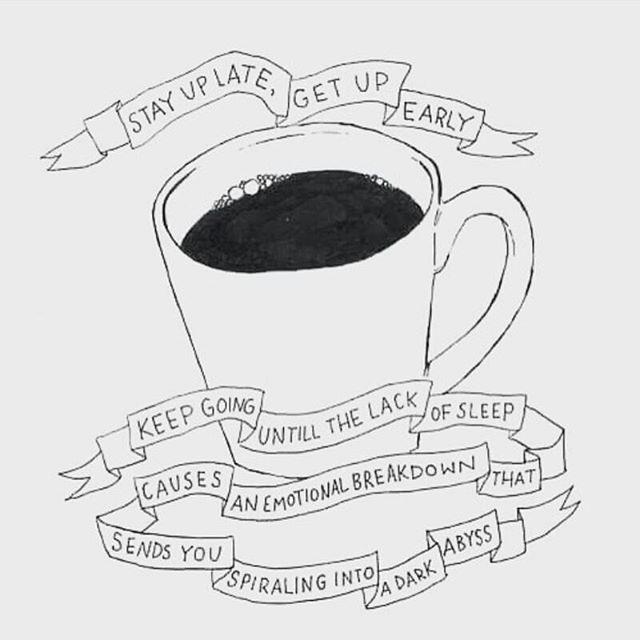 STAY UP LATE, GET UP EARLY
KEEP GOING UNTILL THE LACK OF SLEEP
CAUSES AN EMOTIONAL BREAKDOWN THAT
SENDS YOU SPIRALING INTO A DARK ABYSS